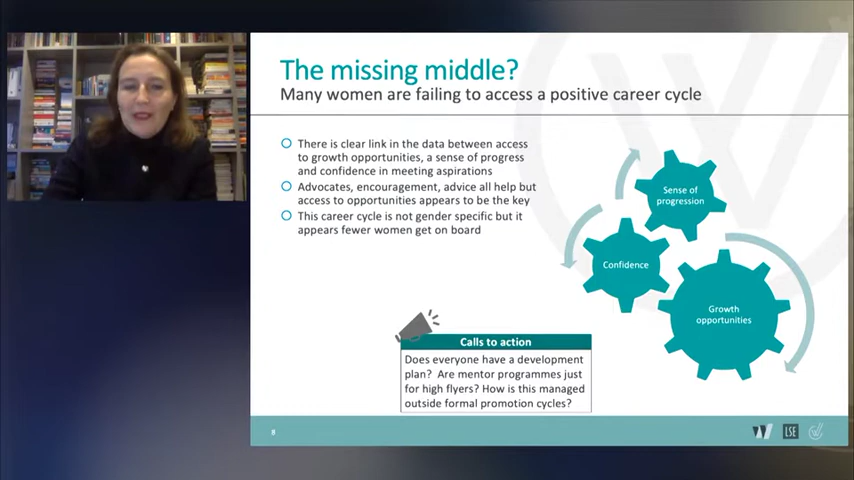 The missing middle?
Many women are failing to access a positive career cycle
There is clear link in the data between access
to growth opportunities, a sense of progress
and confidence in meeting aspirations
Advocates, encouragement, advice all help but
access to opportunities appears to be the key
This career cycle is not gender specific but it
appears fewer women get on board
Sense of
progression
Confidence
Growth
opportunities
Calls to action
Does everyone have a development
plan? Are mentor programmes just
for high flyers? How is this managed
outside formal promotion cycles?
8
LSE